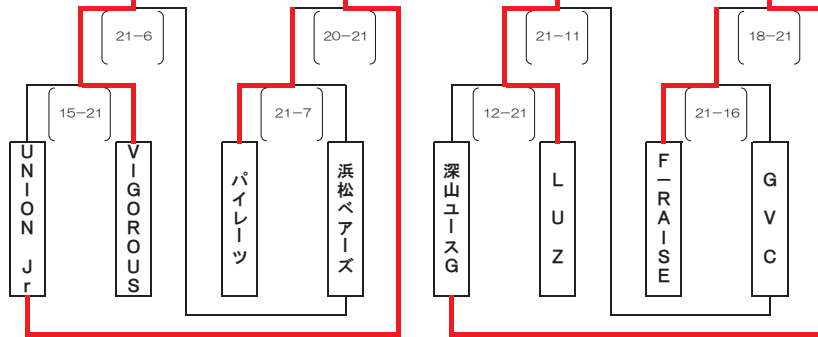 21-6
20-21
21-11
18-21
15-21
21-7
12-21
21-16
UNION Jr
VIGOROUS
パイレーツ
浜松ベアーズ
深山ユースG
LUZ
F-RAISE
GVC